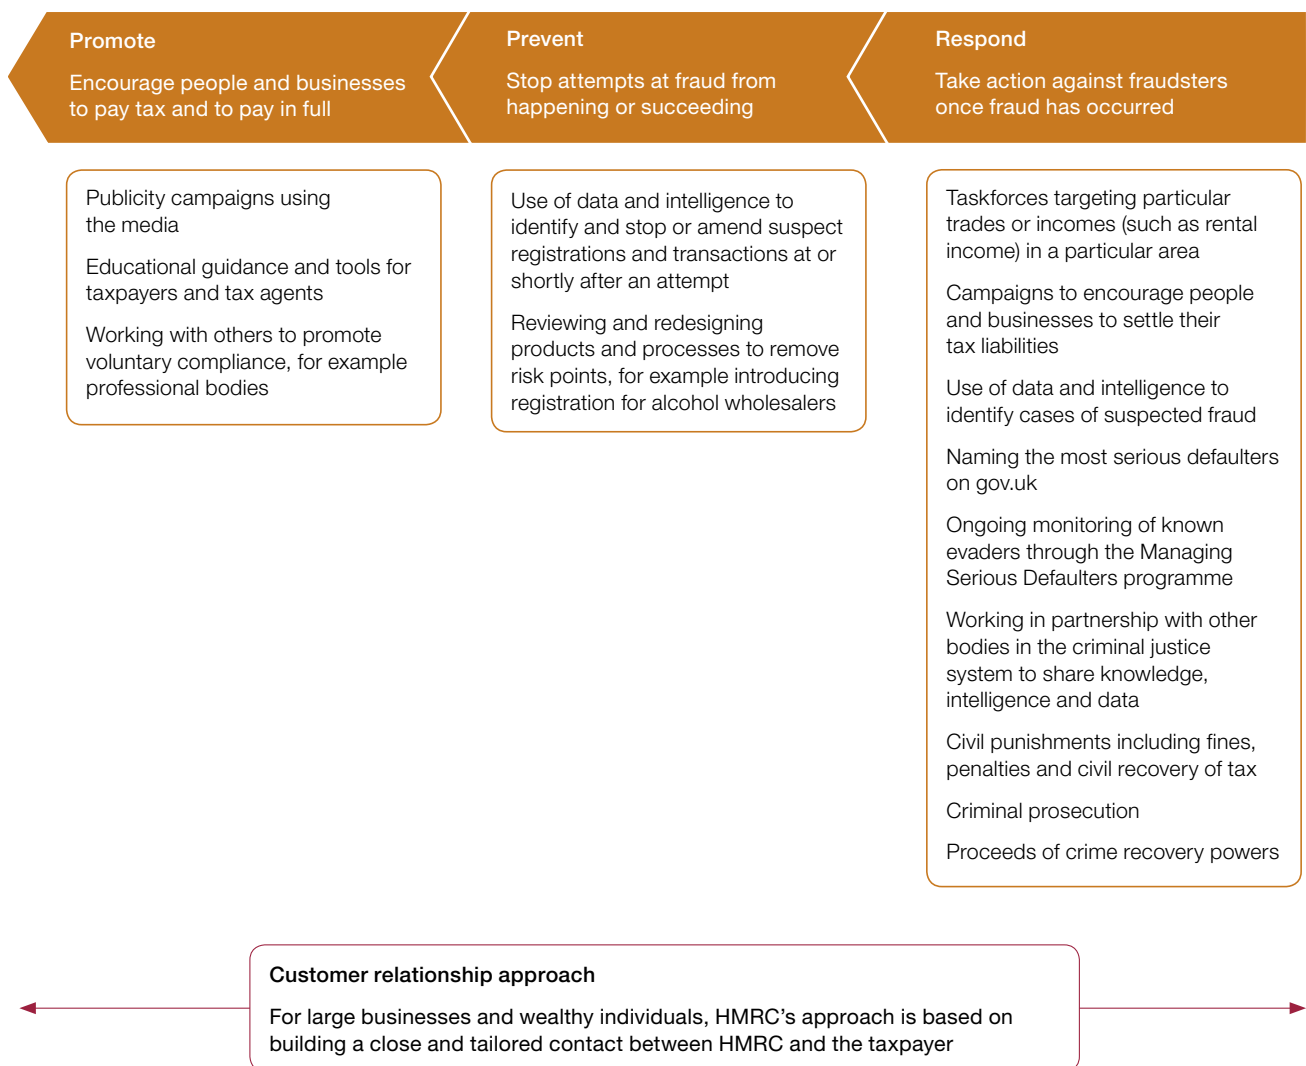 Promote
Encourage people and businesses
to pay tax and to pay in full
Prevent
Stop attempts at fraud from
happening or succeeding
Respond
Take action against fraudsters
once fraud has occurred
Publicity campaigns using
the media
Educational guidance and tools for
taxpayers and tax agents
Working with others to promote
voluntary compliance, for example
professional bodies
Use of data and intelligence to
identify and stop or amend suspect
registrations and transactions at or
shortly after an attempt
Reviewing and redesigning
products and processes to remove
risk points, for example introducing
registration for alcohol wholesalers
Taskforces targeting particular
trades or incomes (such as rental
income) in a particular area
Campaigns to encourage people
and businesses to settle their
tax liabilities
Use of data and intelligence to
identify cases of suspected fraud
Naming the most serious defaulters
on gov.uk
Ongoing monitoring of known
evaders through the Managing
Serious Defaulters programme
Working in partnership with other
bodies in the criminal justice
system to share knowledge,
intelligence and data
Civil punishments including fines,
penalties and civil recovery of tax
Criminal prosecution
Proceeds of crime recovery powers
Customer relationship approach
For large businesses and wealthy individuals, HMRC’s approach is based on
building a close and tailored contact between HMRC and the taxpayer